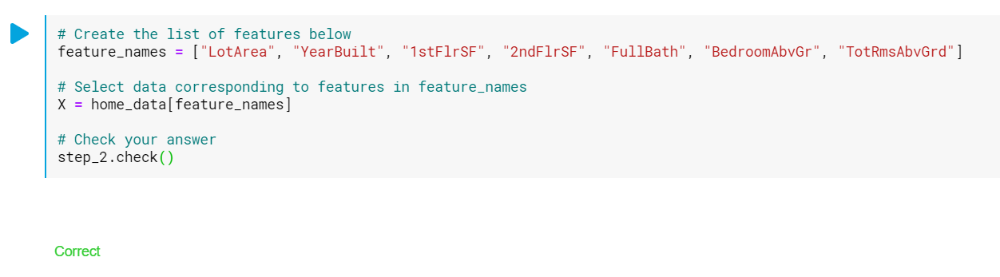 # Create the list of features below
feature_names = ["LotArea", "YearBuilt", "1stFlrSF", "2ndFlrSF", "FullBath", "BedroomAbvGr", "TotRmsAbvGrd"]
# Select data corresponding to features in feature_names
X = home_data[feature_names]
# Check your answer
step_2.check()
Correct